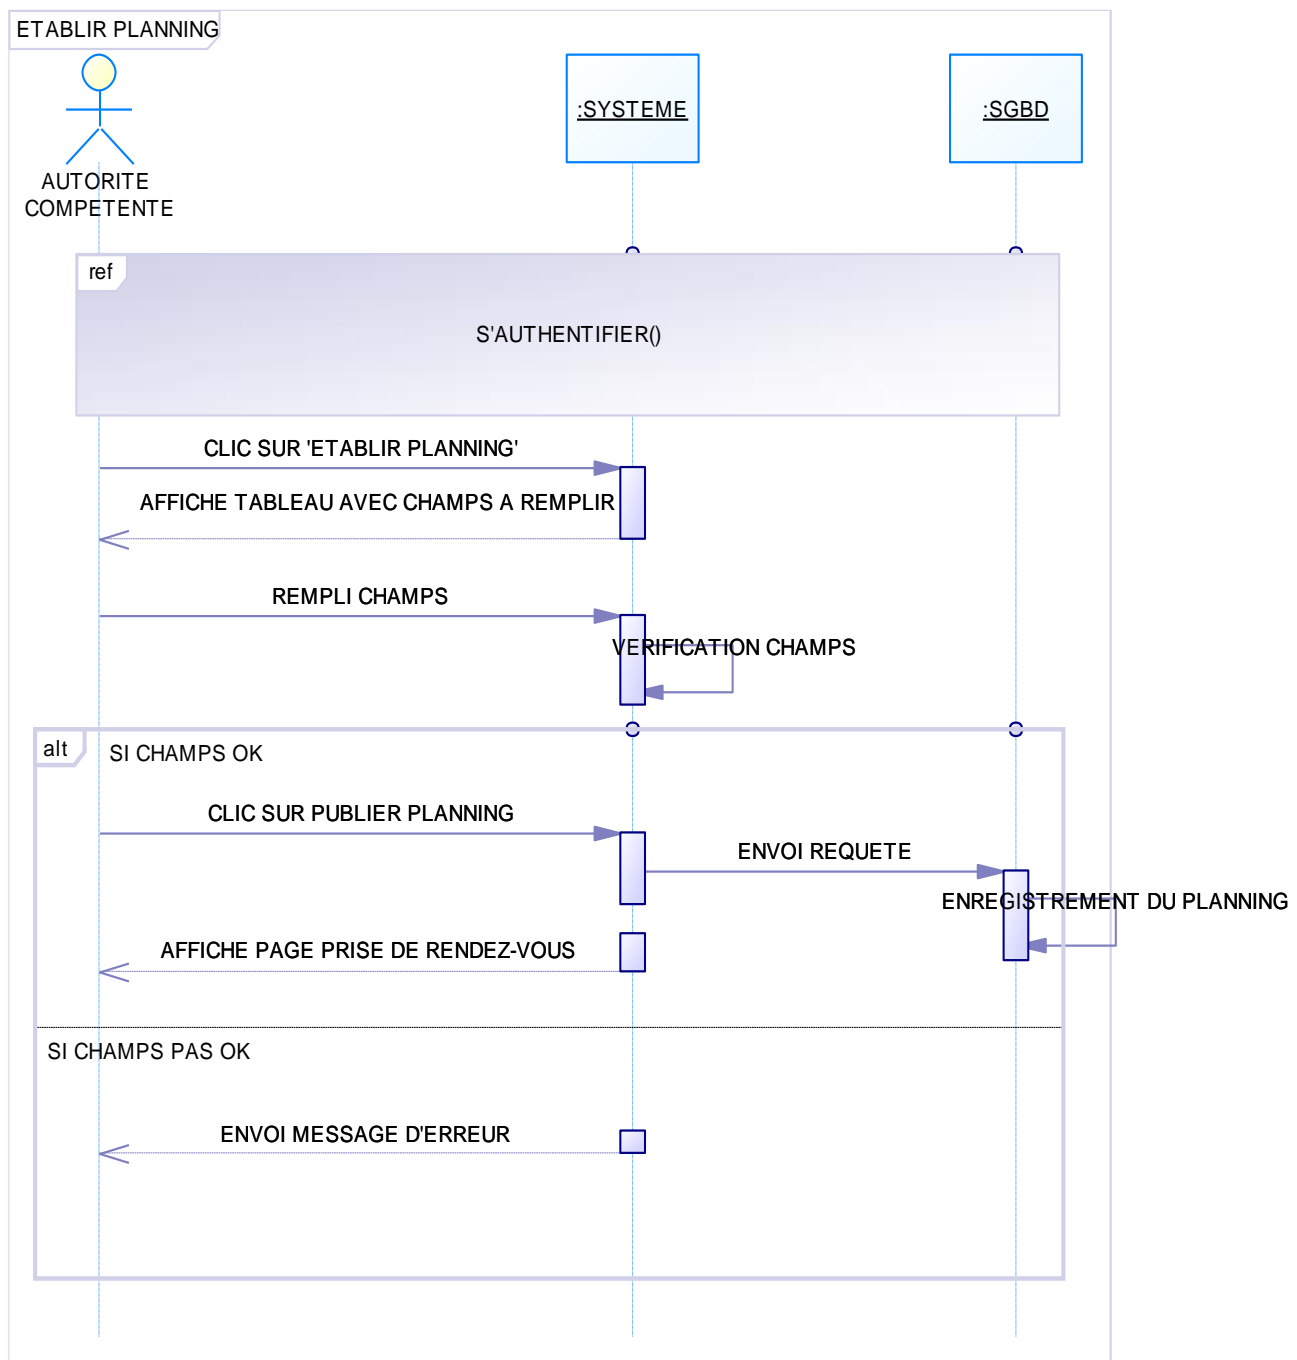 ETABLIR PLANNING
:SYSTEME
:SGBD
AUTORITE
COMPETENTE
ref
S'AUTHENTIFIER()
CLIC SUR 'ETABLIR PLANNING'
AFFICHE TABLEAU AVEC CHAMPS A REMPLIR
REMPLI CHAMPS
VERIFICATION CHAMPS
alt
SI CHAMPS OK
CLIC SUR PUBLIER PLANNING
ENVOI REQUETE
ENREGISTREMENT DU PLANNING
AFFICHE PAGE PRISE DE RENDEZ-VOUS
SI CHAMPS PAS OK
ENVOI MESSAGE D'ERREUR